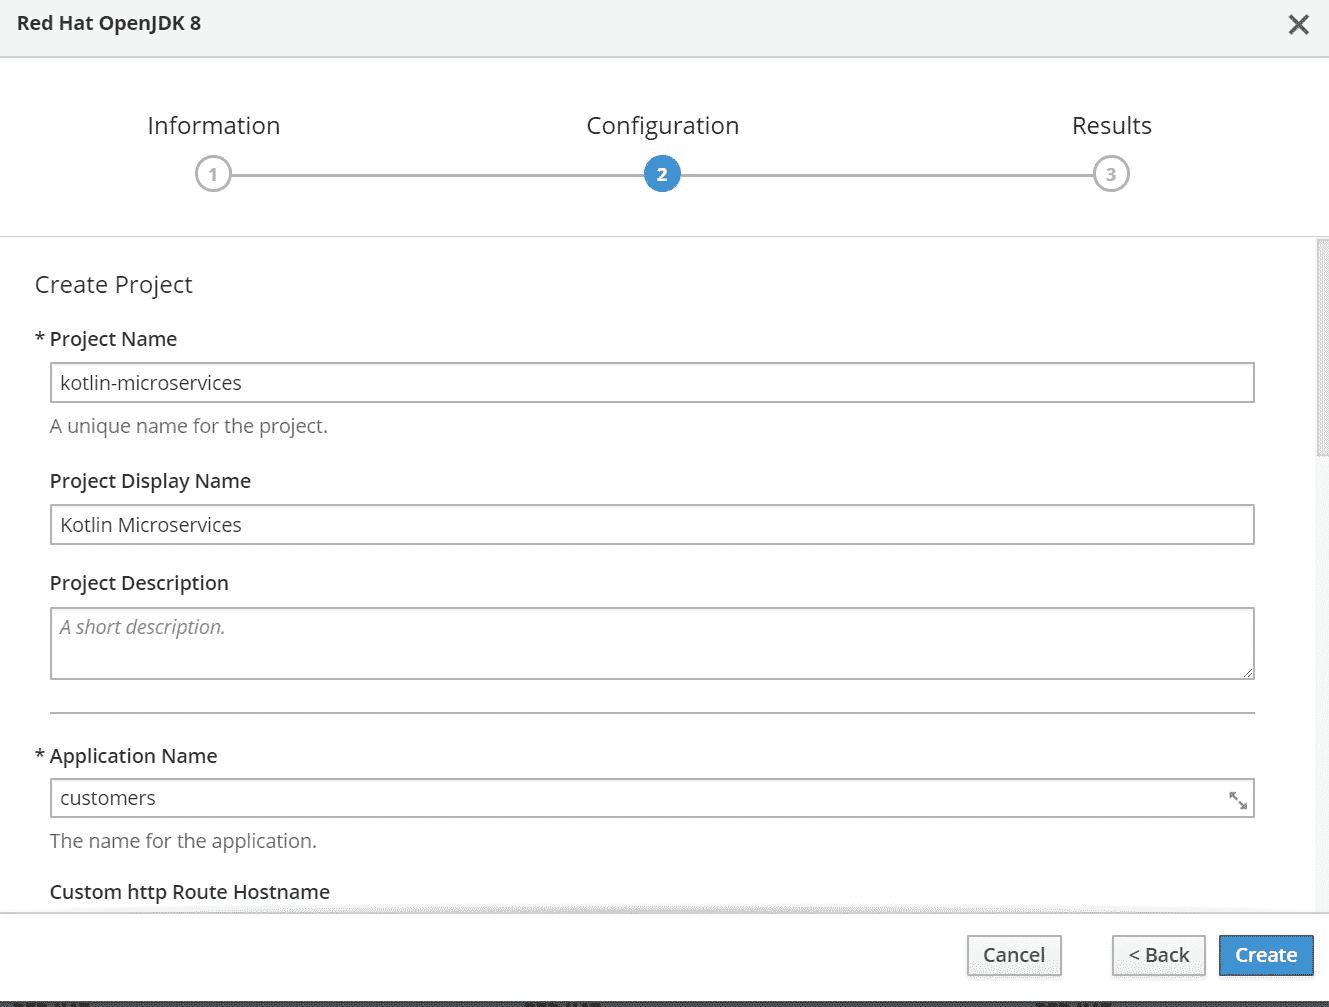 Red Hat OpenJDK 8
Information Configuration Results
1 2 3
Create Project
* Project Name
kotlin-microservices
A unique name for the project.
Project Display Name
Kotlin Microservices
Project Description
A short description.
* Application Name
customers
The name for the application.
Custom http Route Hostname
Cancel < Back Create